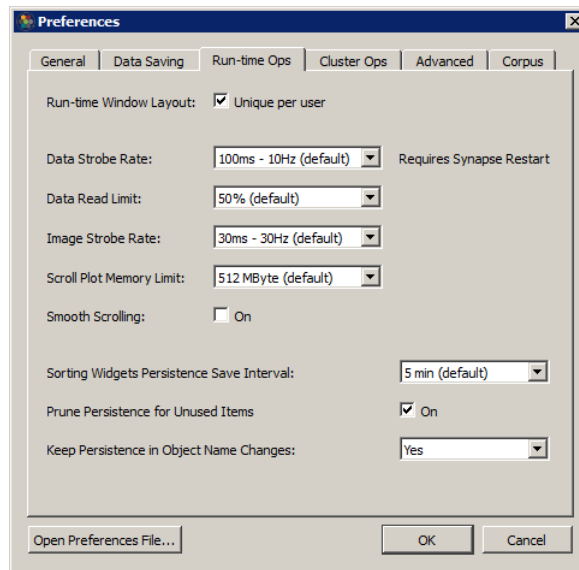 Preferences
General Data Saving Run-time Ops Cluster Ops Advanced Corpus
Run-time Window Layout: Unique per user
Data Strobe Rate: 100ms - 10Hz (default) Requires Synapse Restart
Data Read Limit: 50% (default)
Image Strobe Rate: 30ms - 30Hz (default)
Scroll Plot Memory Limit: 512 MByte (default)
Smooth Scrolling: On
Sorting Widgets Persistence Save Interval: 5 min (default)
Prune Persistence for Unused Items On
Keep Persistence in Object Name Changes: Yes
Open Preferences File... OK Cancel